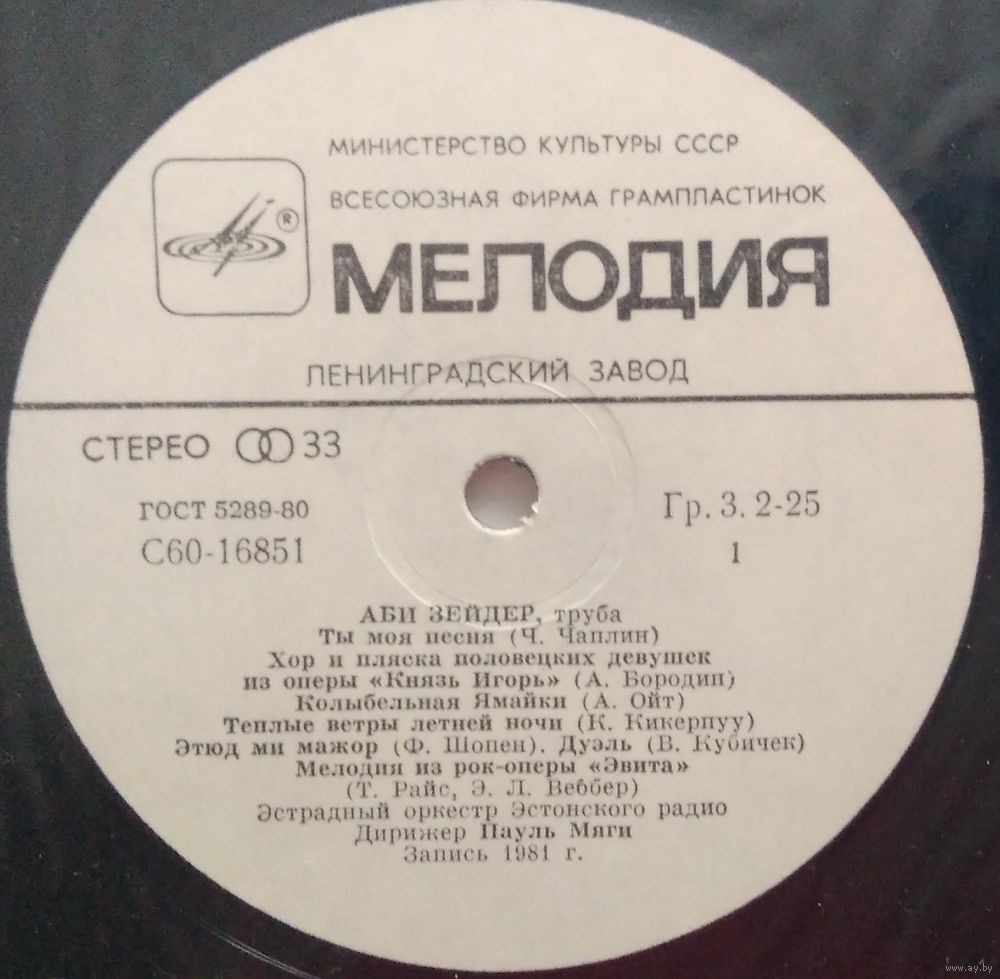 МИНИСТЕРСТВО КУЛЬТУРЫ СССР
ВСЕСОЮЗНАЯ ФИРМА ГРАМПЛАСТИНОК
®
МЕЛОДИЯ
ЛЕНИНГРАДСКИЙ ЗАВОД
СТЕРЕО 33
ГОСТ 5289-80
Гр. 3. 2-25
С60-16851
1
АБИ ЗЕЙДЕР, труба
Ты моя песня (Ч. Чаплин)
Хор и пляска половецких девушек
из оперы «Князь Игорь» (А. Бородин)
Колыбельная Ямайки (А. Ойт)
Теплые ветры летней ночи (К. Кикерпуу)
Этюд ми мажор (Ф. Шопен). Дуэль (В. Кубичек)
Мелодия из рок-оперы «Эвита»
(Т. Райс, Э. Л. Веббер)
Эстрадный оркестр Эстонского радио
Дирижер Пауль Мяги
Запись 1981 г.
www.ay.by